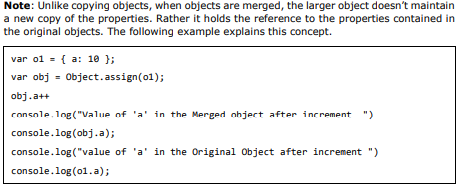 Note: Unlike copying objects, when objects are merged, the larger object doesn't maintain
a new copy of the properties. Rather it holds the reference to the properties contained in
the original objects. The following example explains this concept.
var o1 = { a: 10 };
var obj = Object.assign(o1);
obj.a++
console.log("Value of 'a' in the Merged object after increment  ")
console.log(obj.a);
console.log("value of 'a' in the Original Object after increment ")
console.log(o1.a);